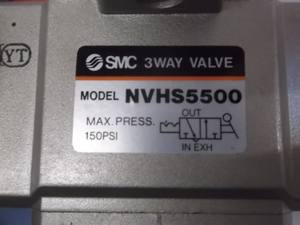 YT
SMC 3WAY VALVE
MODEL NVHS5500
MAX. PRESS.
150PSI
OUT
IN EXH